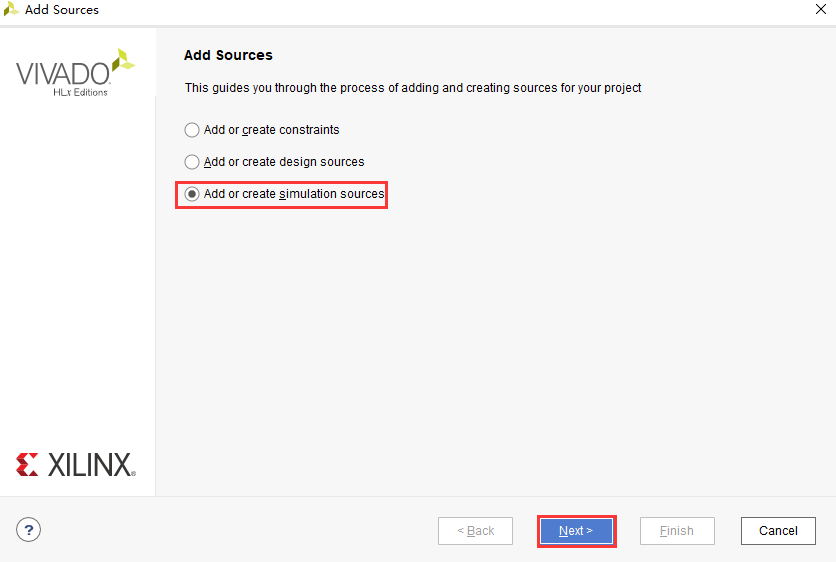 Add Sources
VIVADO
HLx Editions
Add Sources
This guides you through the process of adding and creating sources for your project
Add or create constraints
Add or create design sources
Add or create simulation sources
XILINX®
?
< Back
Next >
Finish
Cancel